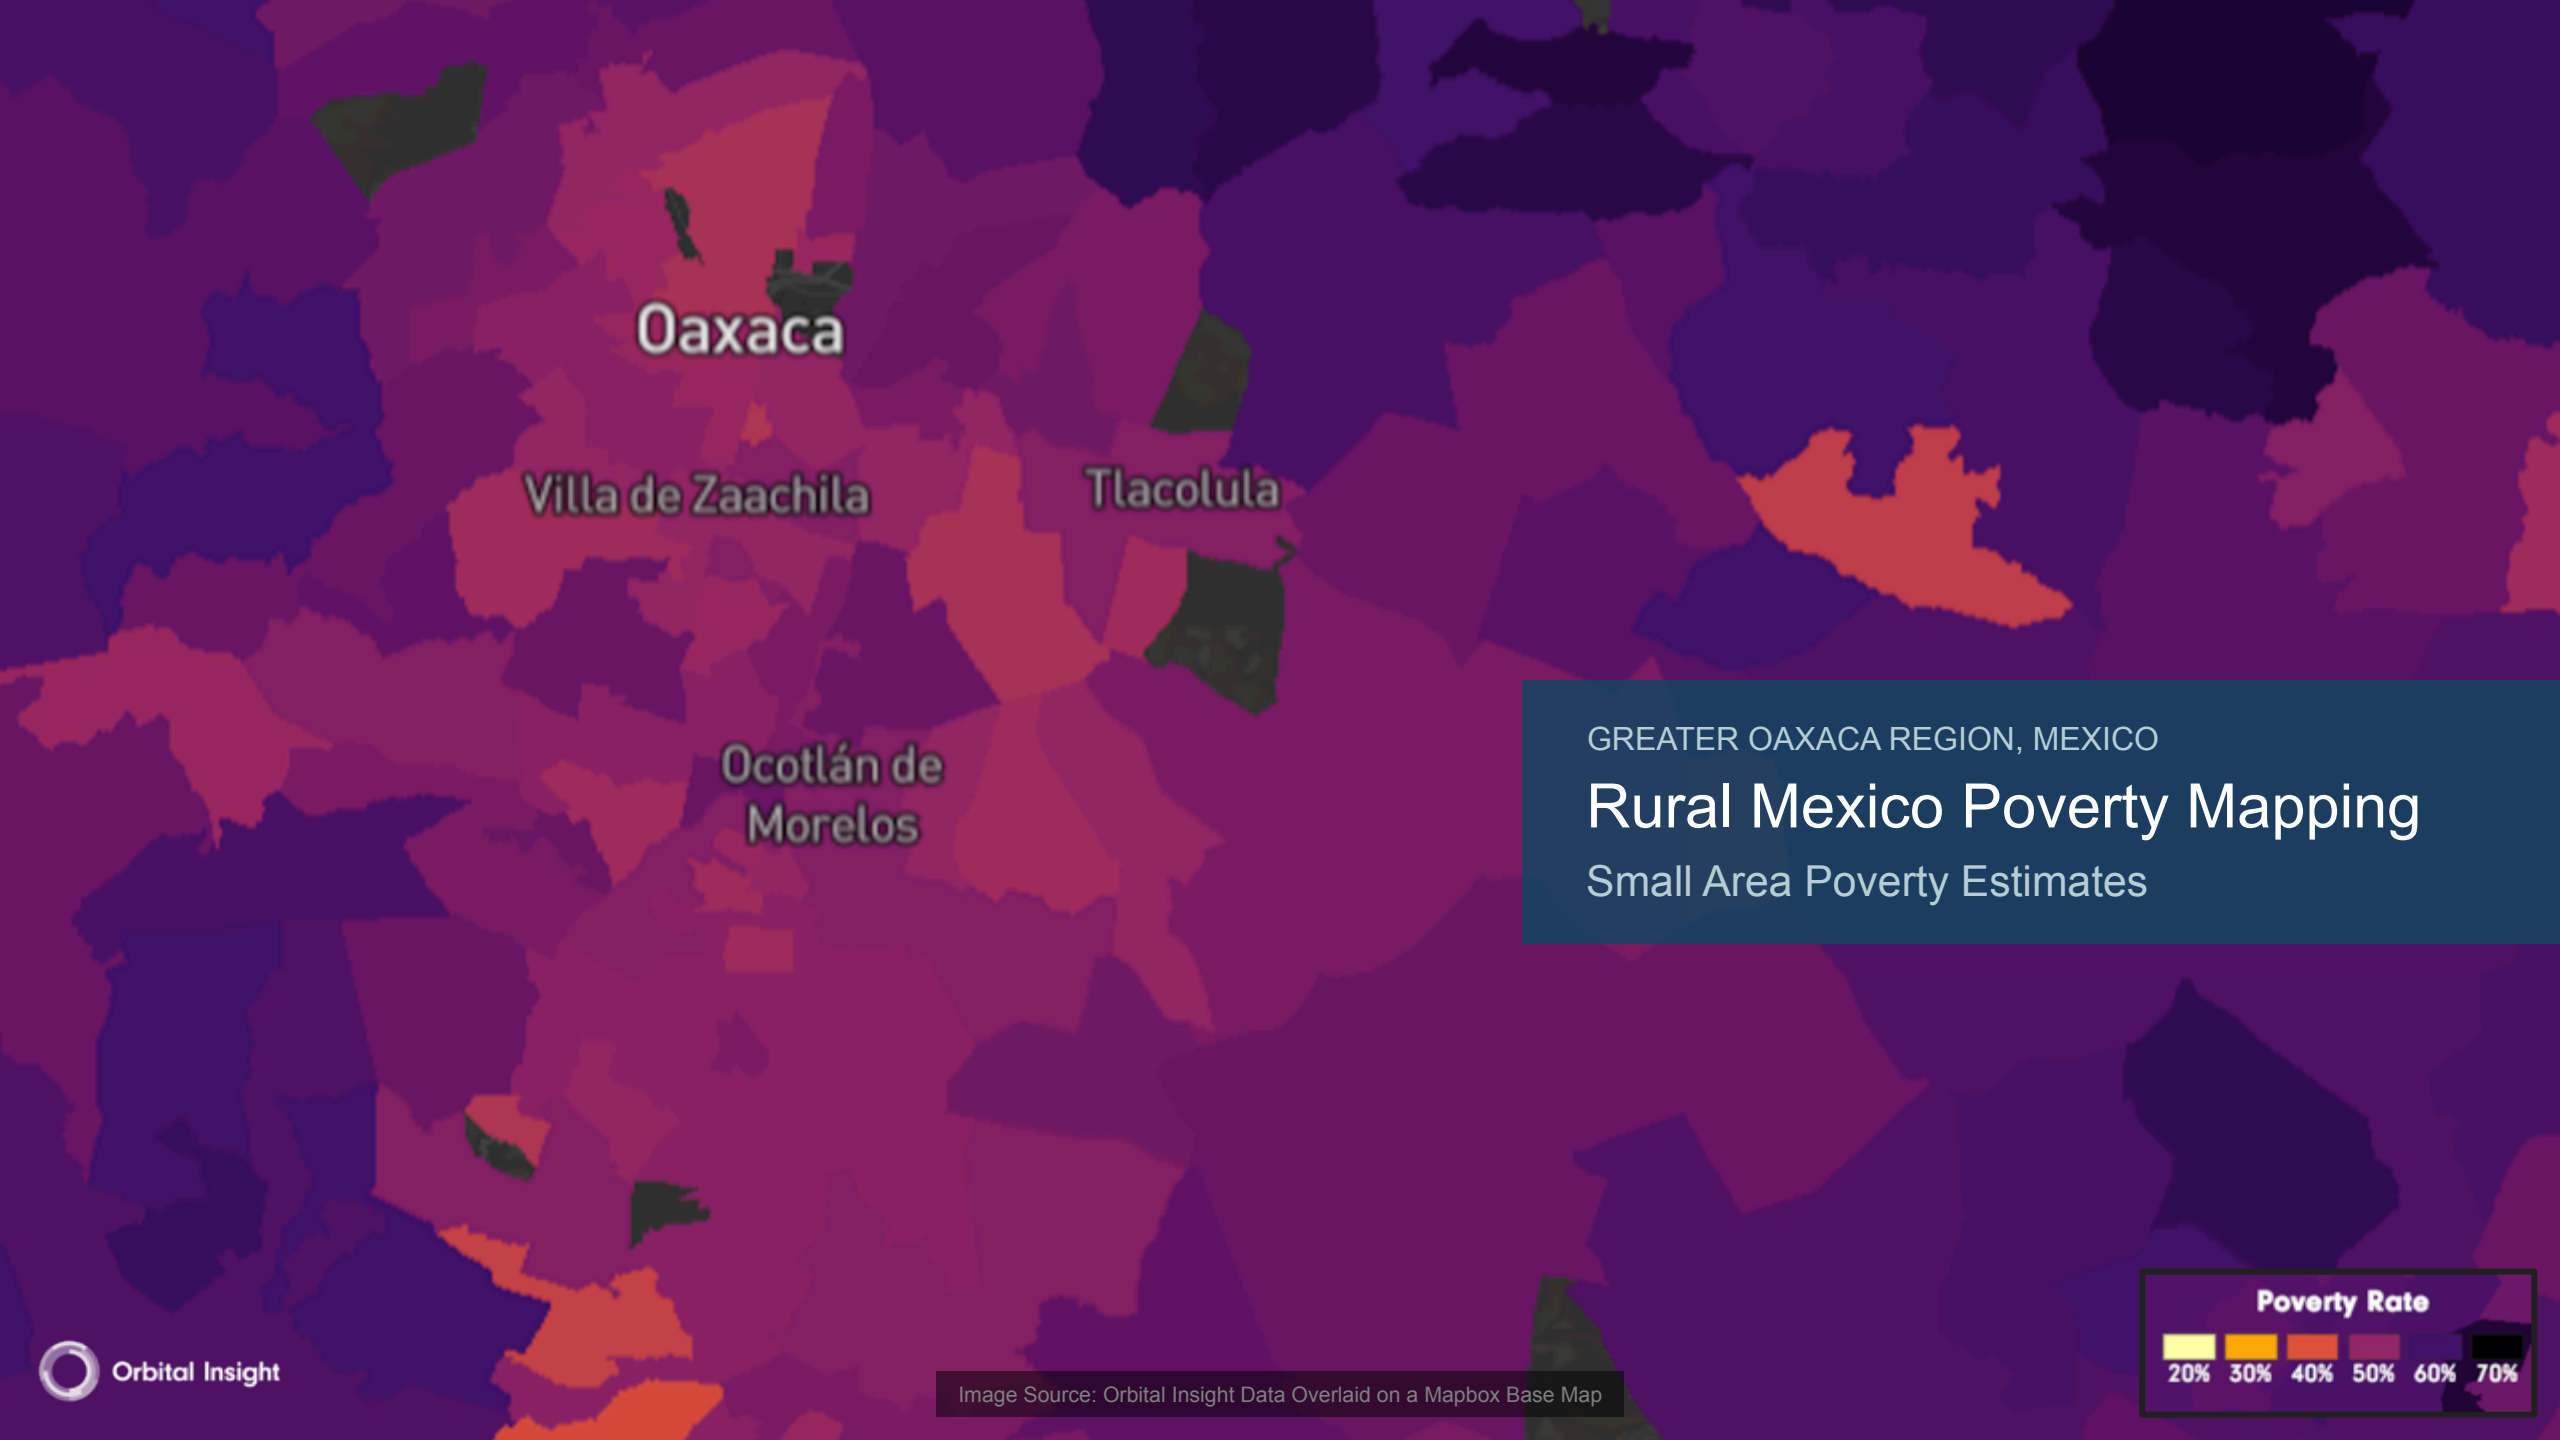 Oaxaca
Villa de Zaachila
Tlacolula
Ocotlán de
Morelos
GREATER OAXACA REGION, MEXICO
Rural Mexico Poverty Mapping
Small Area Poverty Estimates
Poverty Rate
20% 30% 40% 50% 60% 70%
Orbital Insight
Image Source: Orbital Insight Data Overlaid on a Mapbox Base Map